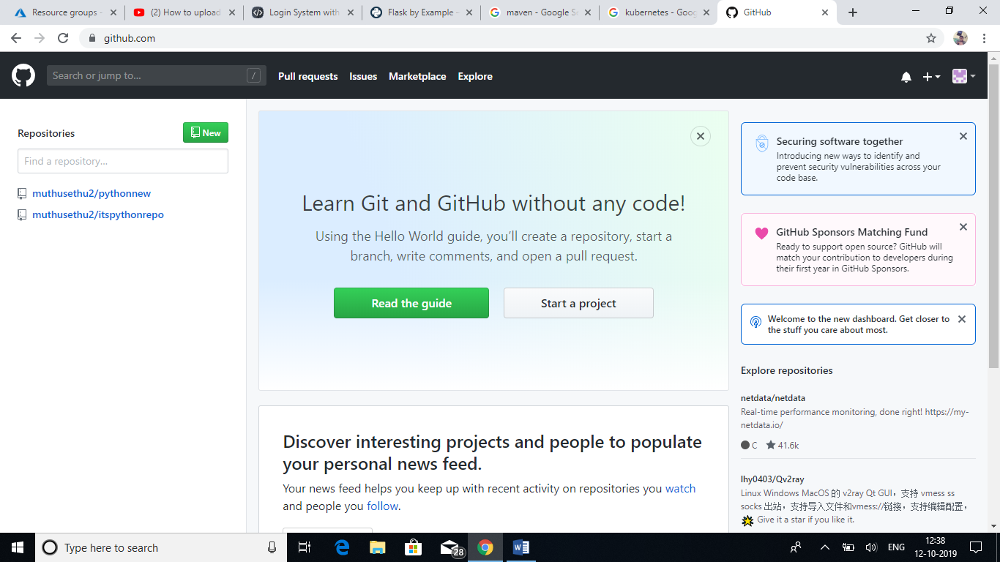 Resource groups -
(2) How to upload
Login System with
Flask by Example –
maven - Google Se
kubernetes - Goog
GitHub
github.com
Search or jump to...
/
Pull requests
Issues
Marketplace
Explore
Repositories
New
Find a repository...
muthusethu2/pythonnew
muthusethu2/itspythonrepo
Learn Git and GitHub without any code!
Using the Hello World guide, you’ll create a repository, start a
branch, write comments, and open a pull request.
Read the guide
Start a project
Discover interesting projects and people to populate
your personal news feed.
Your news feed helps you keep up with recent activity on repositories you watch
and people you follow.
Securing software together
Introducing new ways to identify and
prevent security vulnerabilities across your
code base.
GitHub Sponsors Matching Fund
Ready to support open source? GitHub will
match your contribution to developers during
their first year in GitHub Sponsors.
Welcome to the new dashboard. Get closer to
the stuff you care about most.
Explore repositories
netdata/netdata
Real-time performance monitoring, done right! https://my-
netdata.io/
C
41.6k
lhy0403/Qv2ray
Linux Windows MacOS 的 v2ray Qt GUI，支持 vmess ss
socks 出站，支持导入文件和vmess://链接，支持编辑配置，
Give it a star if you like it.
Type here to search
28
ENG
12:38
12-10-2019